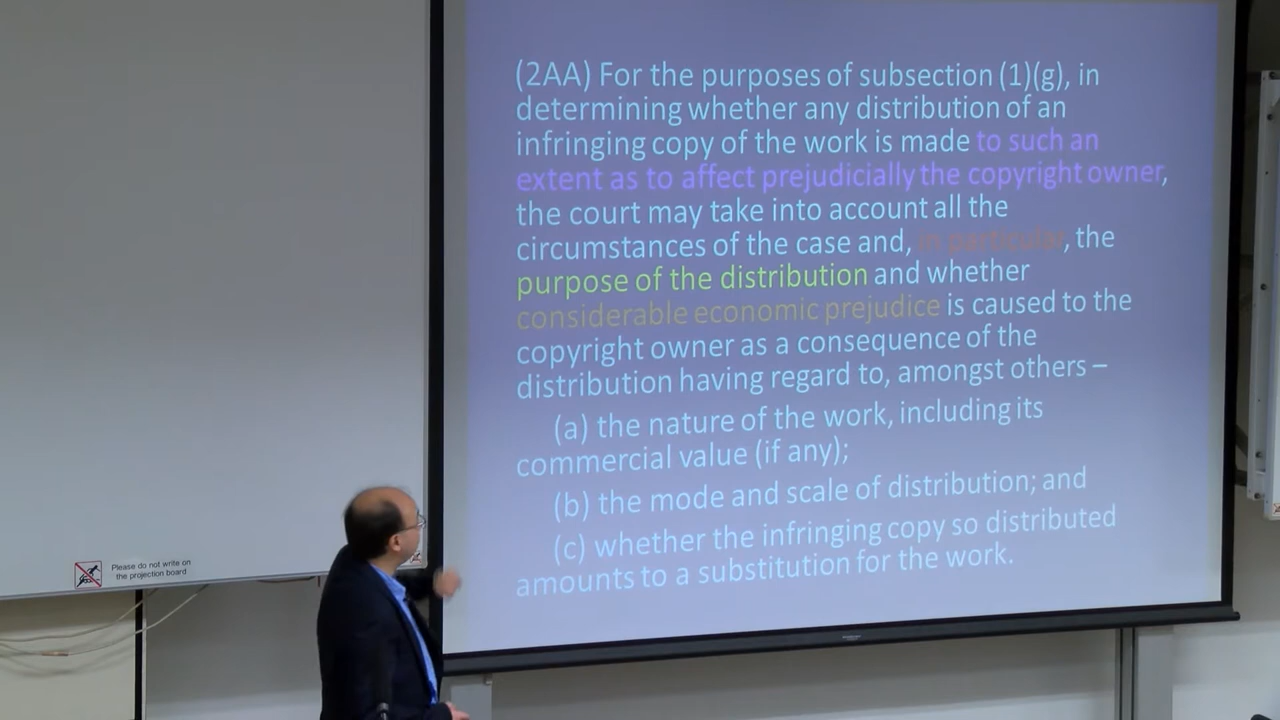 (2AA) For the purposes of subsection (1)(g), in
determining whether any distribution of an
infringing copy of the work is made to such an
extent as to affect prejudicially the copyright owner,
the court may take into account all the
circumstances of the case and, in particular, the
purpose of the distribution and whether
considerable economic prejudice is caused to the
copyright owner as a consequence of the
distribution having regard to, amongst others –
(a) the nature of the work, including its
commercial value (if any);
(b) the mode and scale of distribution; and
(c) whether the infringing copy so distributed
amounts to a substitution for the work.
Please do not write on
the projection board